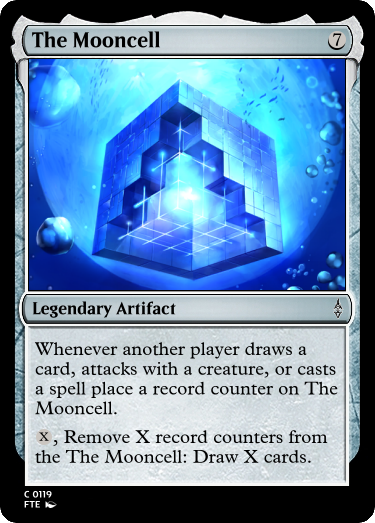 The Mooncell 7
Legendary Artifact
Whenever another player draws a
card, attacks with a creature, or casts
a spell place a record counter on The
Mooncell.
X, Remove X record counters from
the The Mooncell: Draw X cards.
C 0119
FTE